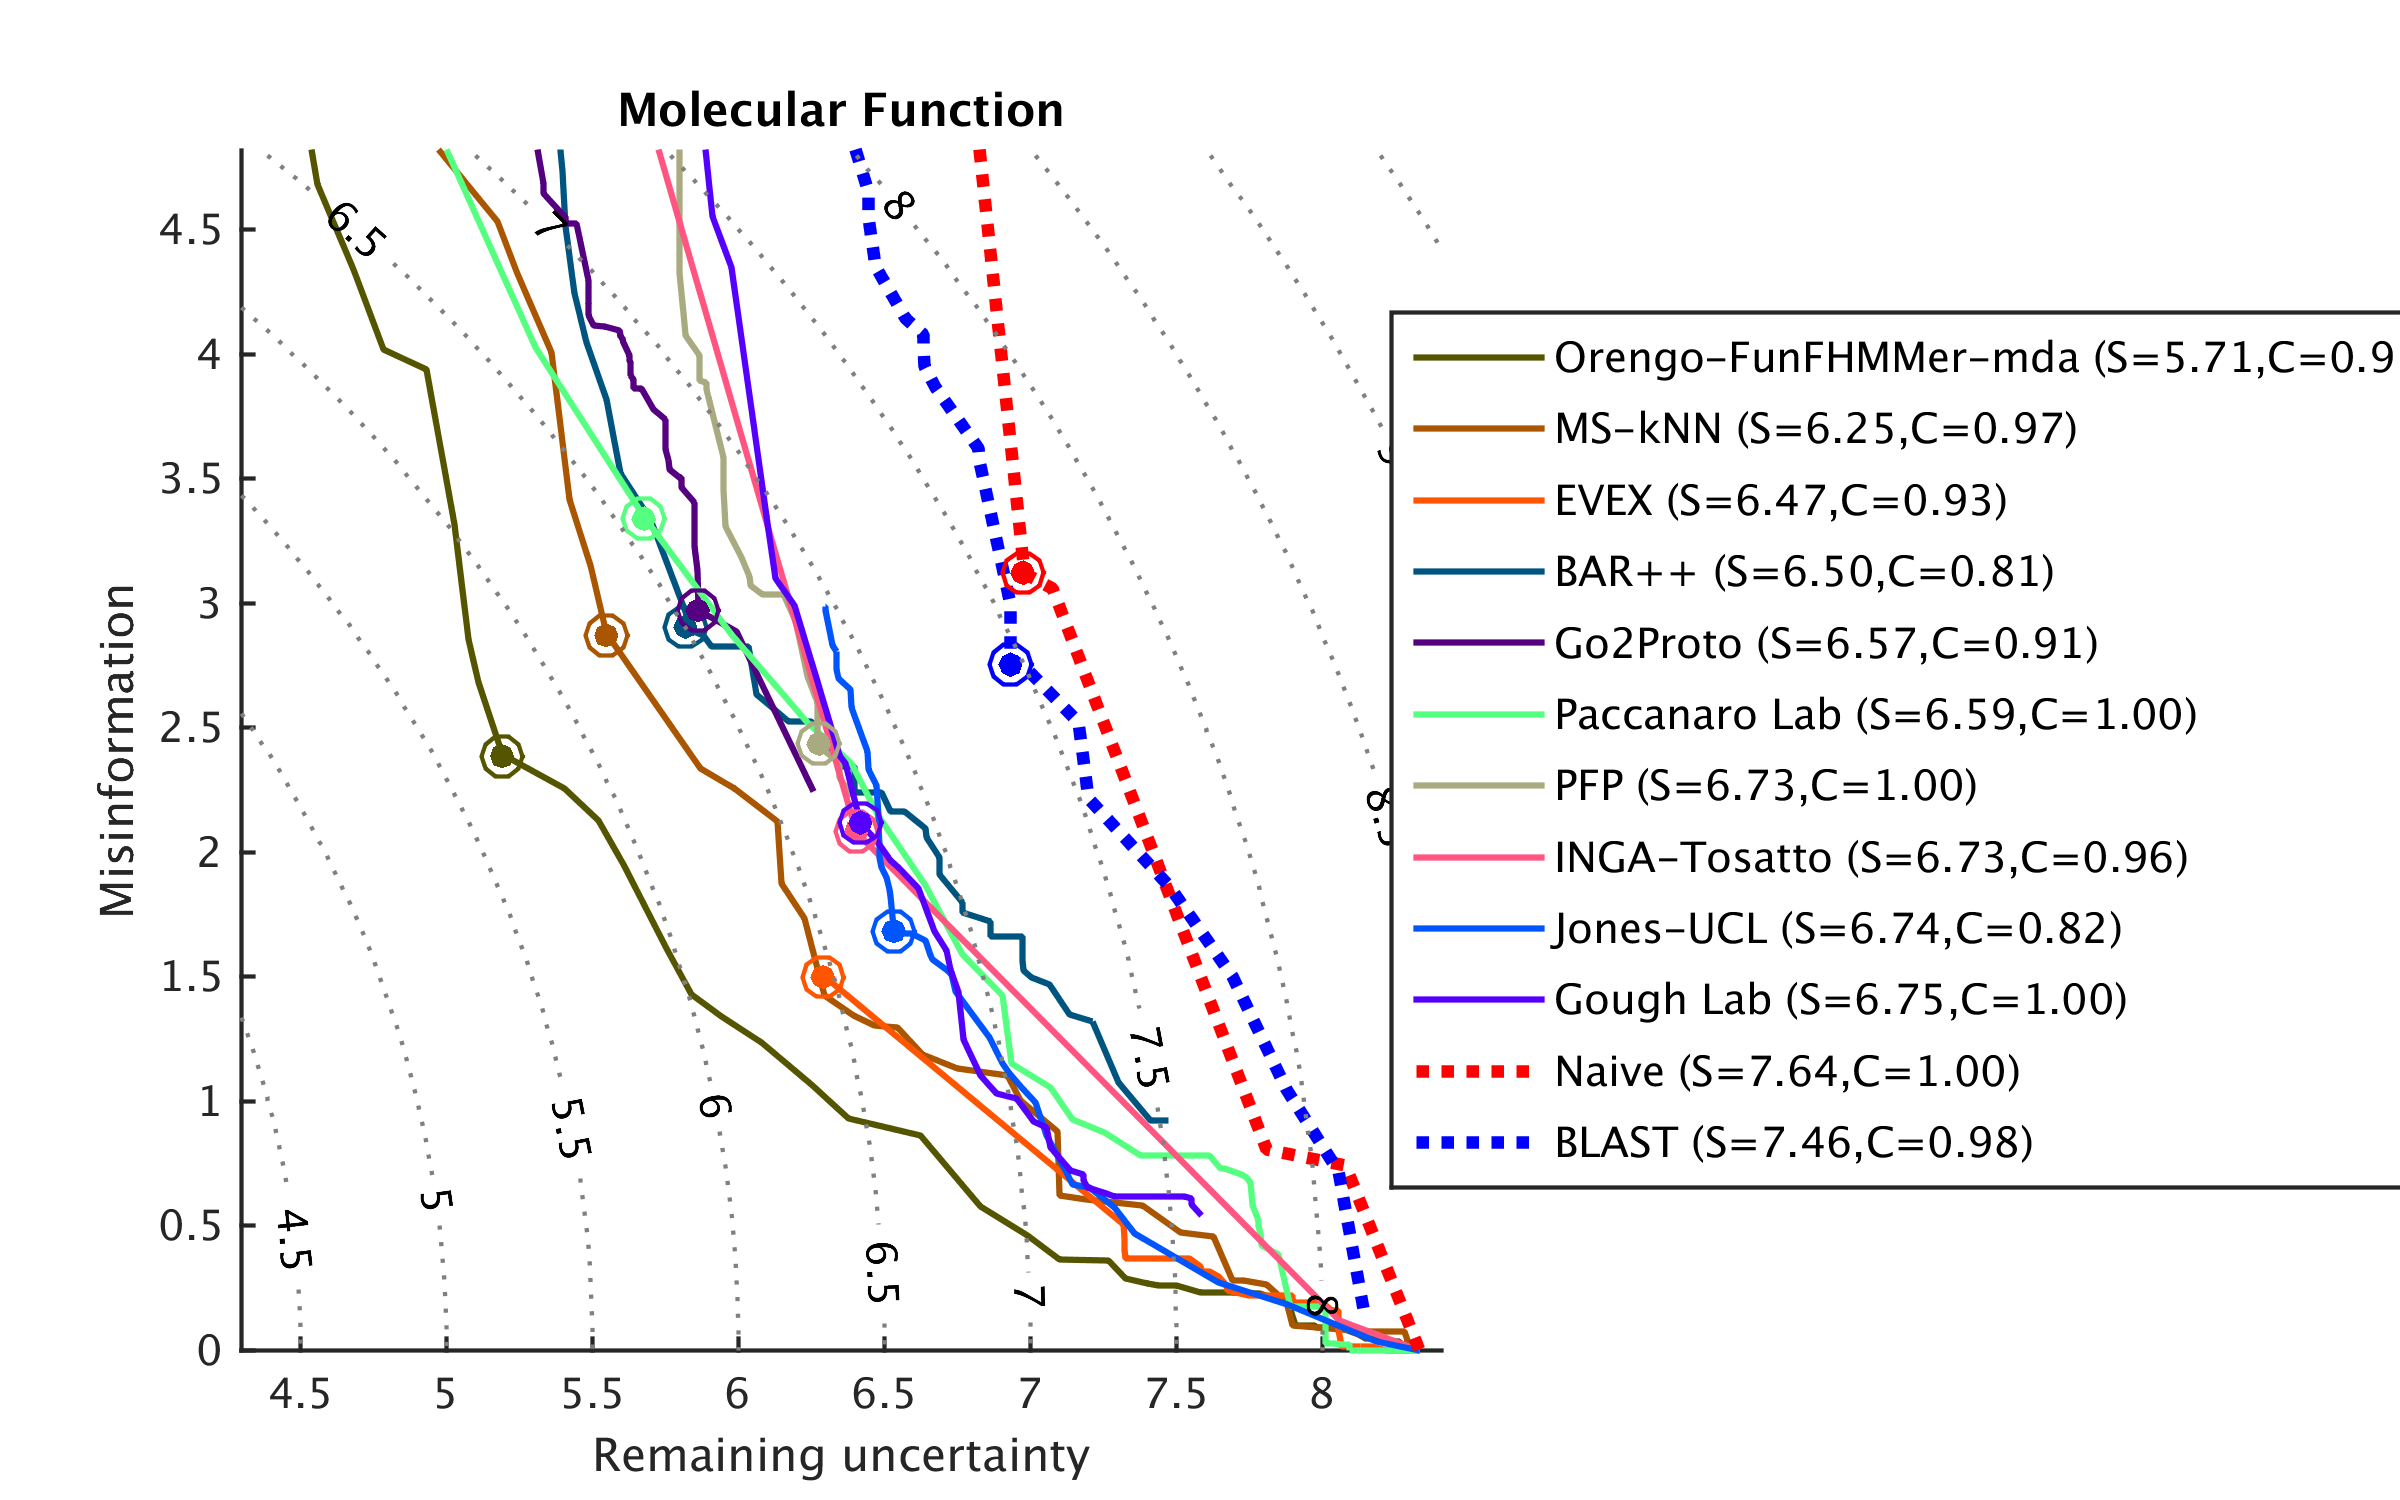 Molecular Function
Misinformation
4.5
4
3.5
3
2.5
2
1.5
1
0.5
0
4.5
5
5.5
6
6.5
7
7.5
8
Remaining uncertainty
6.5
7
8
4.5
5
5.5
6
6.5
7
7.5
8
8.5
Orengo-FunFHMMer-mda (S=5.71,C=0.9
MS-kNN (S=6.25,C=0.97)
EVEX (S=6.47,C=0.93)
BAR++ (S=6.50,C=0.81)
Go2Proto (S=6.57,C=0.91)
Paccanaro Lab (S=6.59,C=1.00)
PFP (S=6.73,C=1.00)
INGA-Tosatto (S=6.73,C=0.96)
Jones-UCL (S=6.74,C=0.82)
Gough Lab (S=6.75,C=1.00)
Naive (S=7.64,C=1.00)
BLAST (S=7.46,C=0.98)